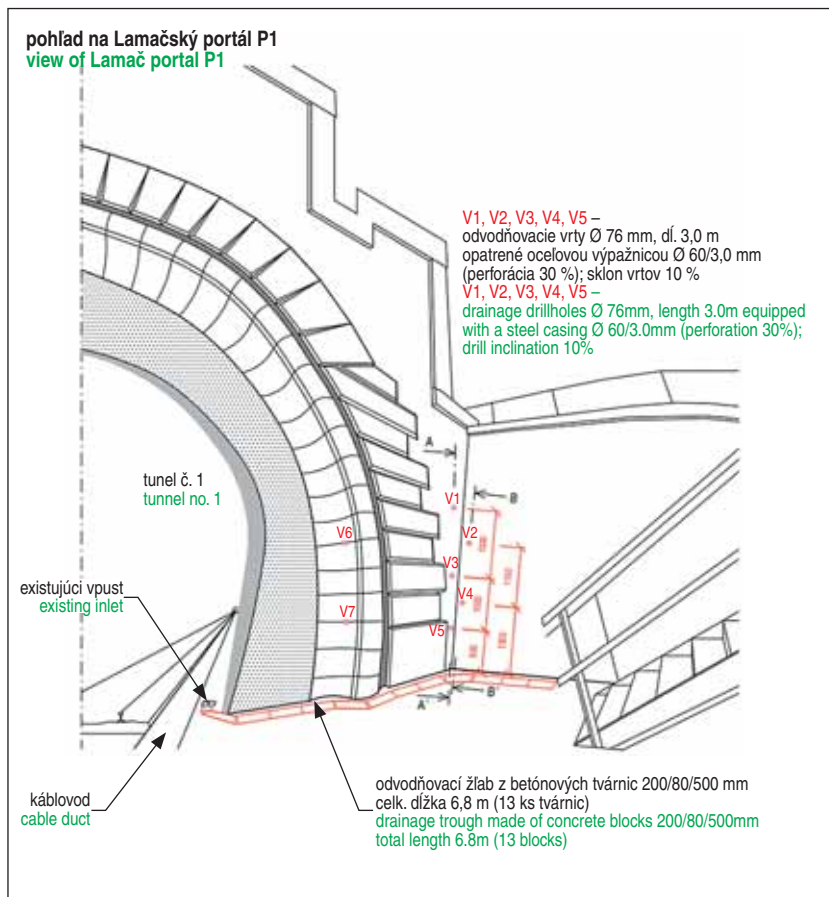 pohľad na Lamačský portál P1
view of Lamač portal P1
V1, V2, V3, V4, V5 –
odvodňovacie vrty Ø 76 mm, dĺ. 3,0 m
opatrené oceľovou výpažnicou Ø 60/3,0 mm
(perforácia 30 %); sklon vrtov 10 %
V1, V2, V3, V4, V5 –
drainage drillholes Ø 76mm, length 3.0m equipped
with a steel casing Ø 60/3.0mm (perforation 30%);
drill inclination 10%
A
tunel č. 1
tunnel no. 1
V1
B
V6
V2
V3
existujúci vpust
existing inlet
V4
V7
V5
A'
B'
odvodňovací žľab z betónových tvárnic 200/80/500 mm
celk. dĺžka 6,8 m (13 ks tvárnic)
drainage trough made of concrete blocks 200/80/500mm
total length 6.8m (13 blocks)
káblovod
cable duct